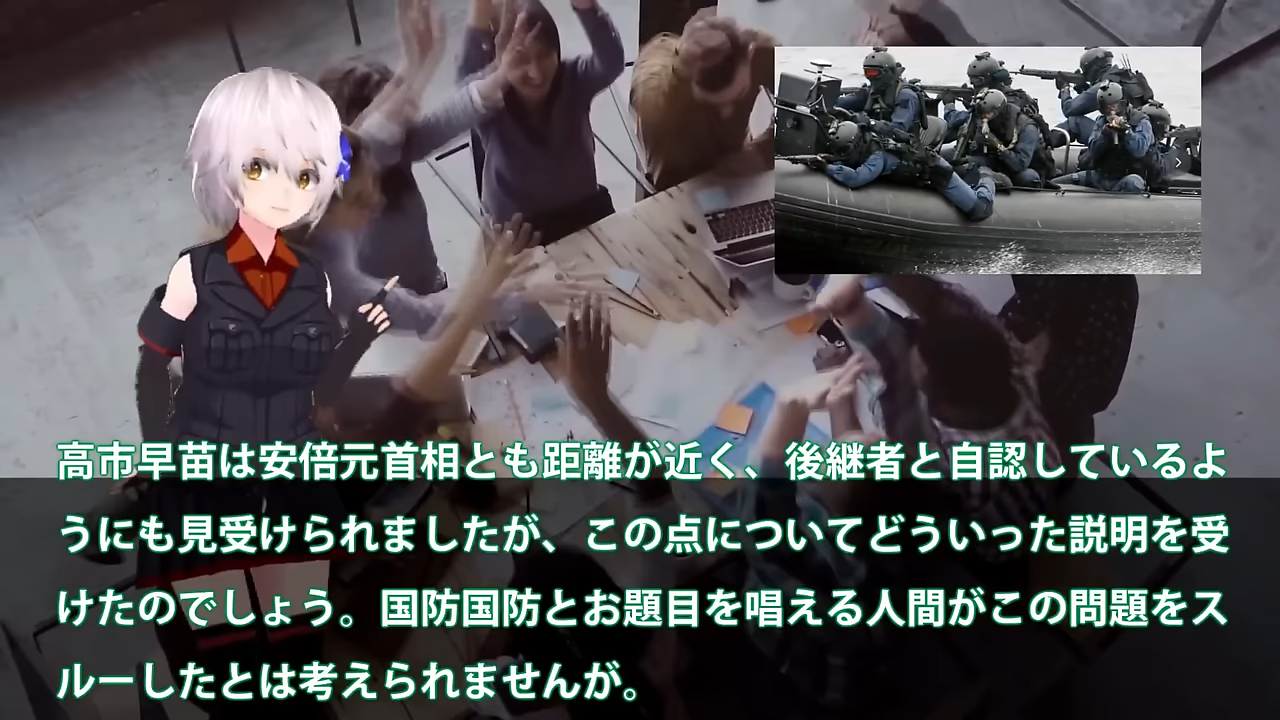 高市早苗は安倍元首相とも距離が近く、後継者と自認しているよ
うにも見受けられましたが、この点についてどういった説明を受
けたのでしょう。国防国防とお題目を唱える人間がこの問題をス
ルーしたとは考えられませんが。